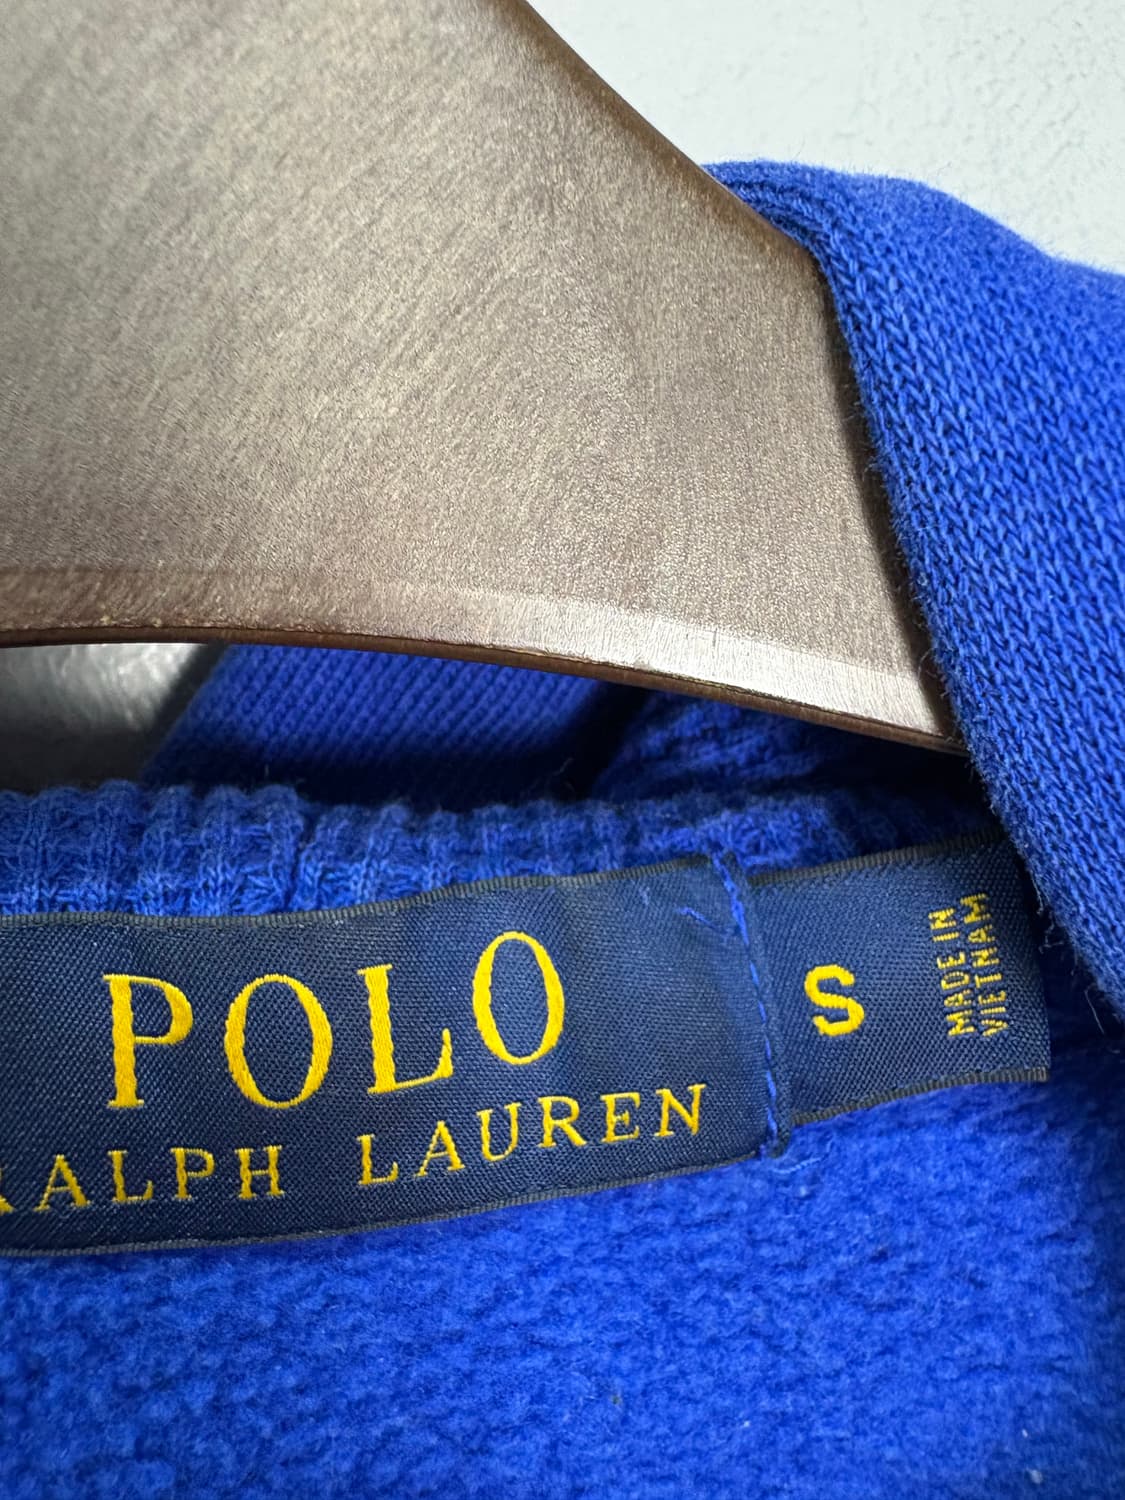 POLO
RALPH LAUREN
S
MADE IN
VIETNAM